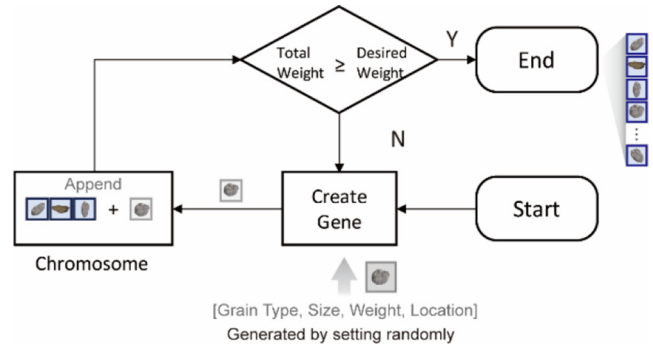 Total
Weight
≥
Desired
Weight
Y
End
N
Append
+
Chromosome
Create
Gene
Start
[Grain Type, Size, Weight, Location]
Generated by setting randomly